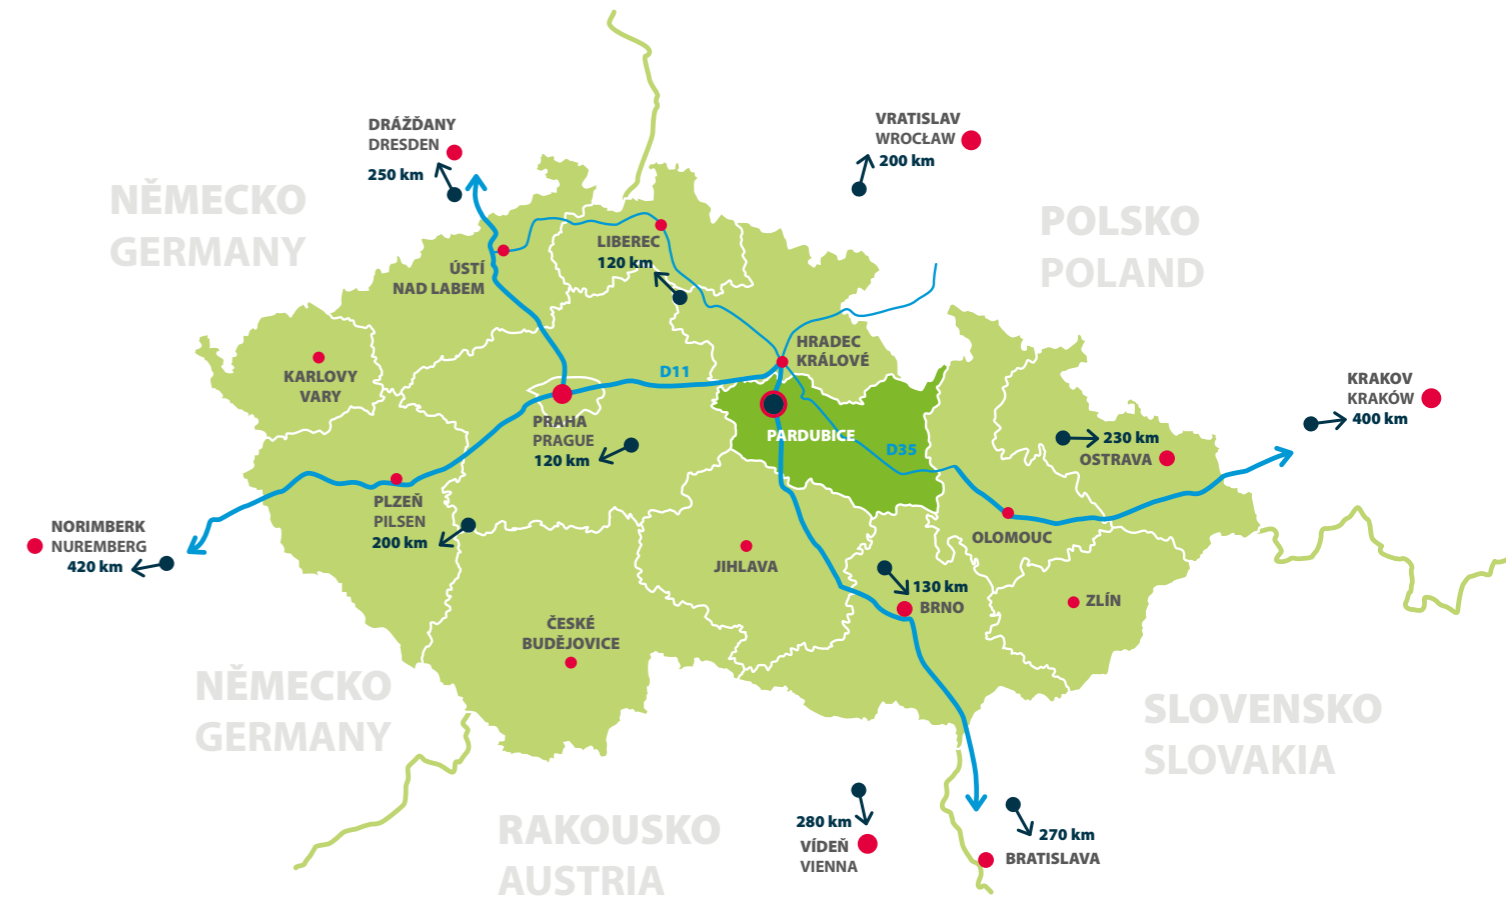 DRÁŽĎANY
DRESDEN
250 km
VRATISLAV
WROCŁAW
200 km
NĚMECKO
GERMANY
POLSKO
POLAND
LIBEREC
120 km
ÚSTÍ
NAD LABEM
HRADEC
KRÁLOVÉ
KARLOVY
VARY
D11
KRAKOV
KRAKÓW
400 km
PRAHA
PRAGUE
120 km
PARDUBICE
D35
230 km
OSTRAVA
PLZEŇ
PILSEN
200 km
NORIMBERK
NUREMBERG
420 km
OLOMOUC
JIHLAVA
130 km
BRNO
ZLÍN
ČESKÉ
BUDĚJOVICE
NĚMECKO
GERMANY
SLOVENSKO
SLOVAKIA
RAKOUSKO
AUSTRIA
280 km
VÍDEŇ
VIENNA
270 km
BRATISLAVA